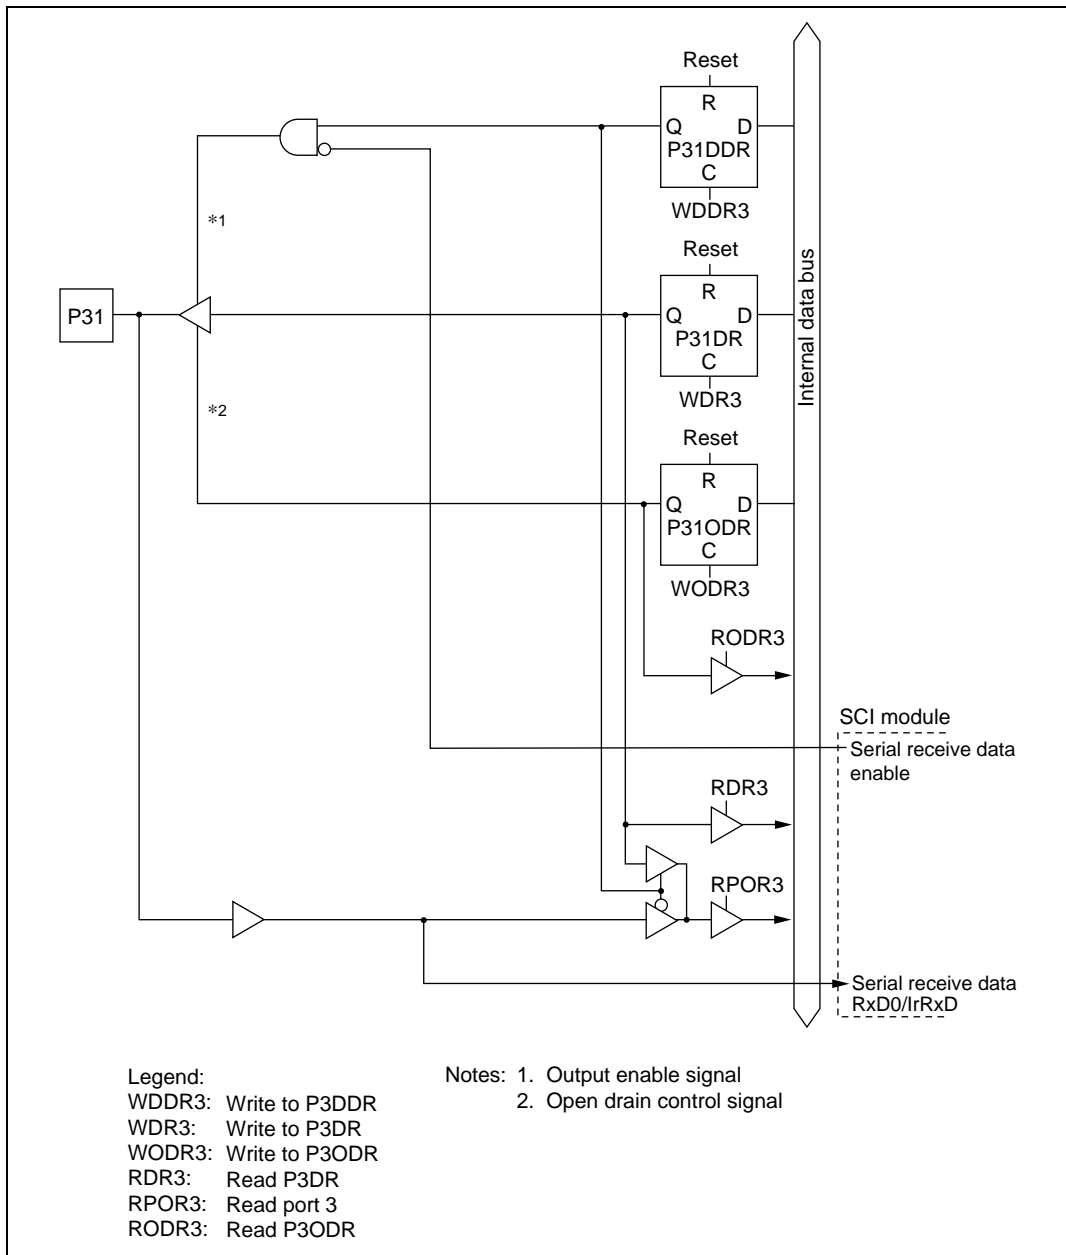 Reset
R
Q D
P31DDR
C
WDDR3
*1
Reset
R
P31
Q D
P31DR
C
WDR3
*2
Internal data bus
Reset
R
Q D
P31ODR
C
WODR3
RODR3
SCI module
Serial receive data
enable
RDR3
RPOR3
Serial receive data
RxD0/IrRxD
Legend:
WDDR3: Write to P3DDR
WDR3: Write to P3DR
WODR3: Write to P3ODR
RDR3: Read P3DR
RPOR3: Read port 3
RODR3: Read P3ODR
Notes: 1. Output enable signal
2. Open drain control signal